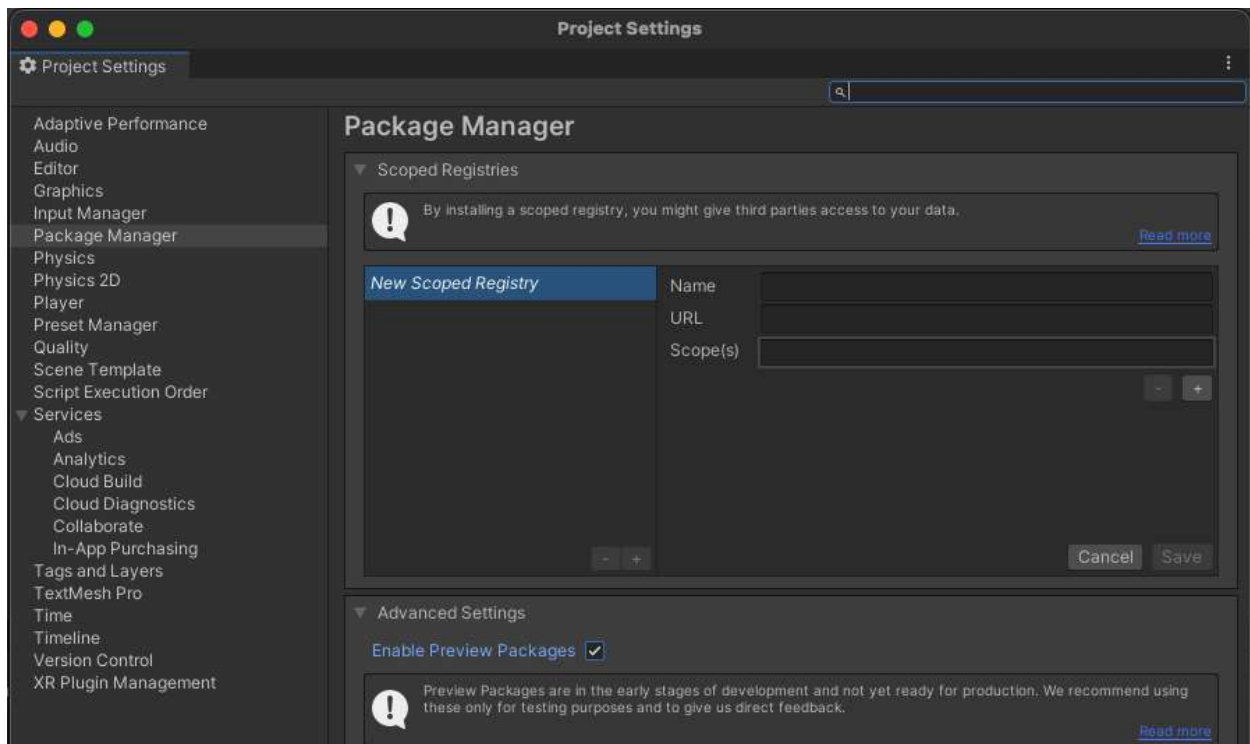 Project Settings
Project Settings
Adaptive Performance
Audio
Editor
Graphics
Input Manager
Package Manager
Physics
Physics 2D
Player
Preset Manager
Quality
Scene Template
Script Execution Order
Services
Ads
Analytics
Cloud Build
Cloud Diagnostics
Collaborate
In-App Purchasing
Tags and Layers
TextMesh Pro
Time
Timeline
Version Control
XR Plugin Management
Package Manager
Scoped Registries
By installing a scoped registry, you might give third parties access to your data.
Read more
New Scoped Registry
Name
URL
Scope(s)
- +
- +
Cancel Save
Advanced Settings
Enable Preview Packages
Preview Packages are in the early stages of development and not yet ready for production. We recommend using
these only for testing purposes and to give us direct feedback.
Read more